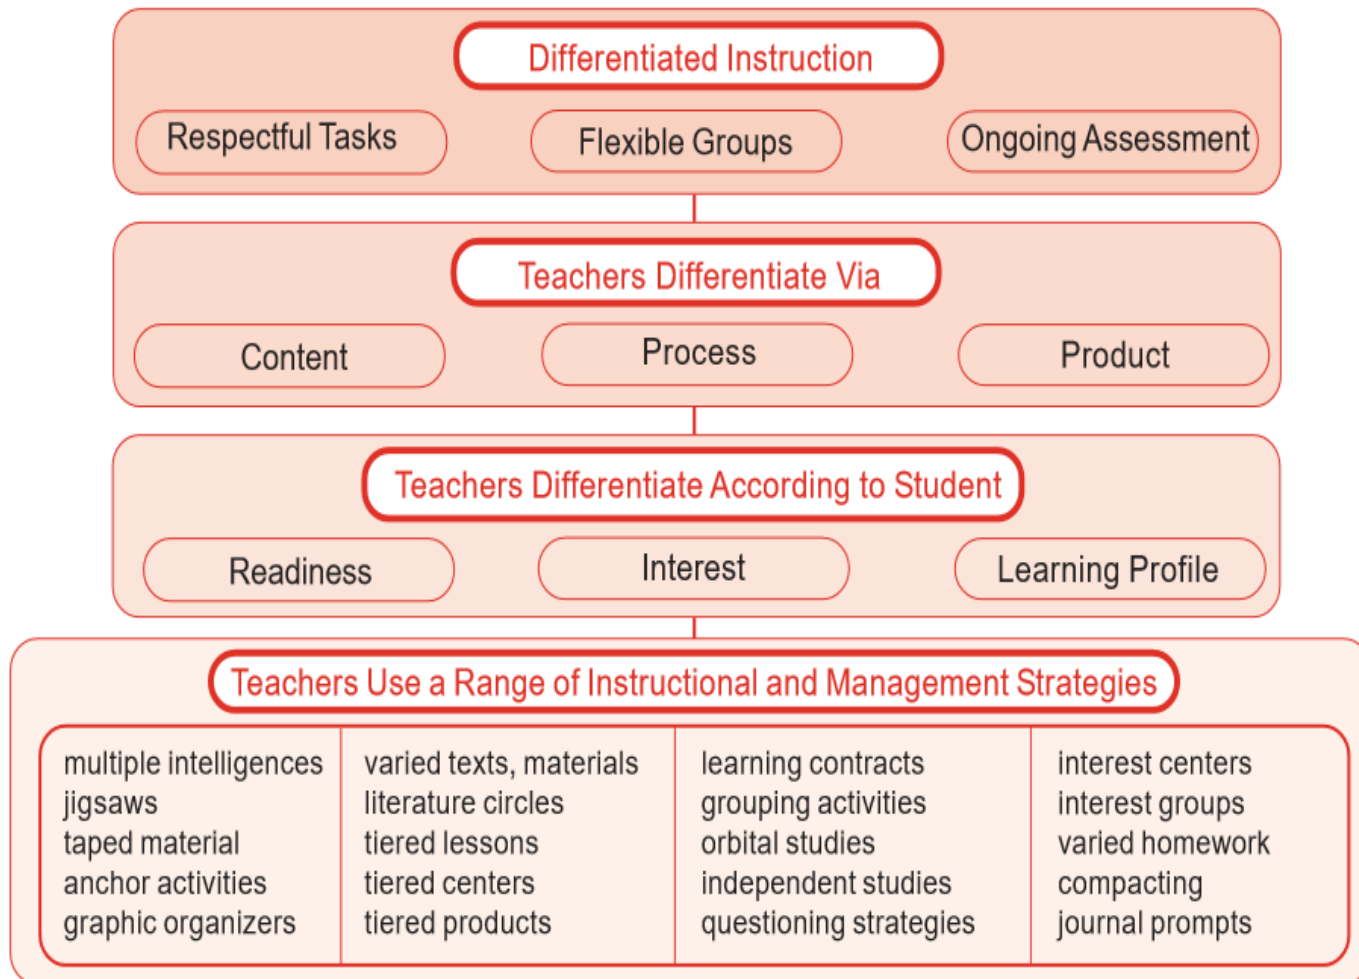 Differentiated Instruction
Respectful Tasks
Flexible Groups
Ongoing Assessment
Teachers Differentiate Via
Content
Process
Product
Teachers Differentiate According to Student
Readiness
Interest
Learning Profile
Teachers Use a Range of Instructional and Management Strategies
multiple intelligences
jigsaws
taped material
anchor activities
graphic organizers
varied texts, materials
literature circles
tiered lessons
tiered centers
tiered products
learning contracts
grouping activities
orbital studies
independent studies
questioning strategies
interest centers
interest groups
varied homework
compacting
journal prompts